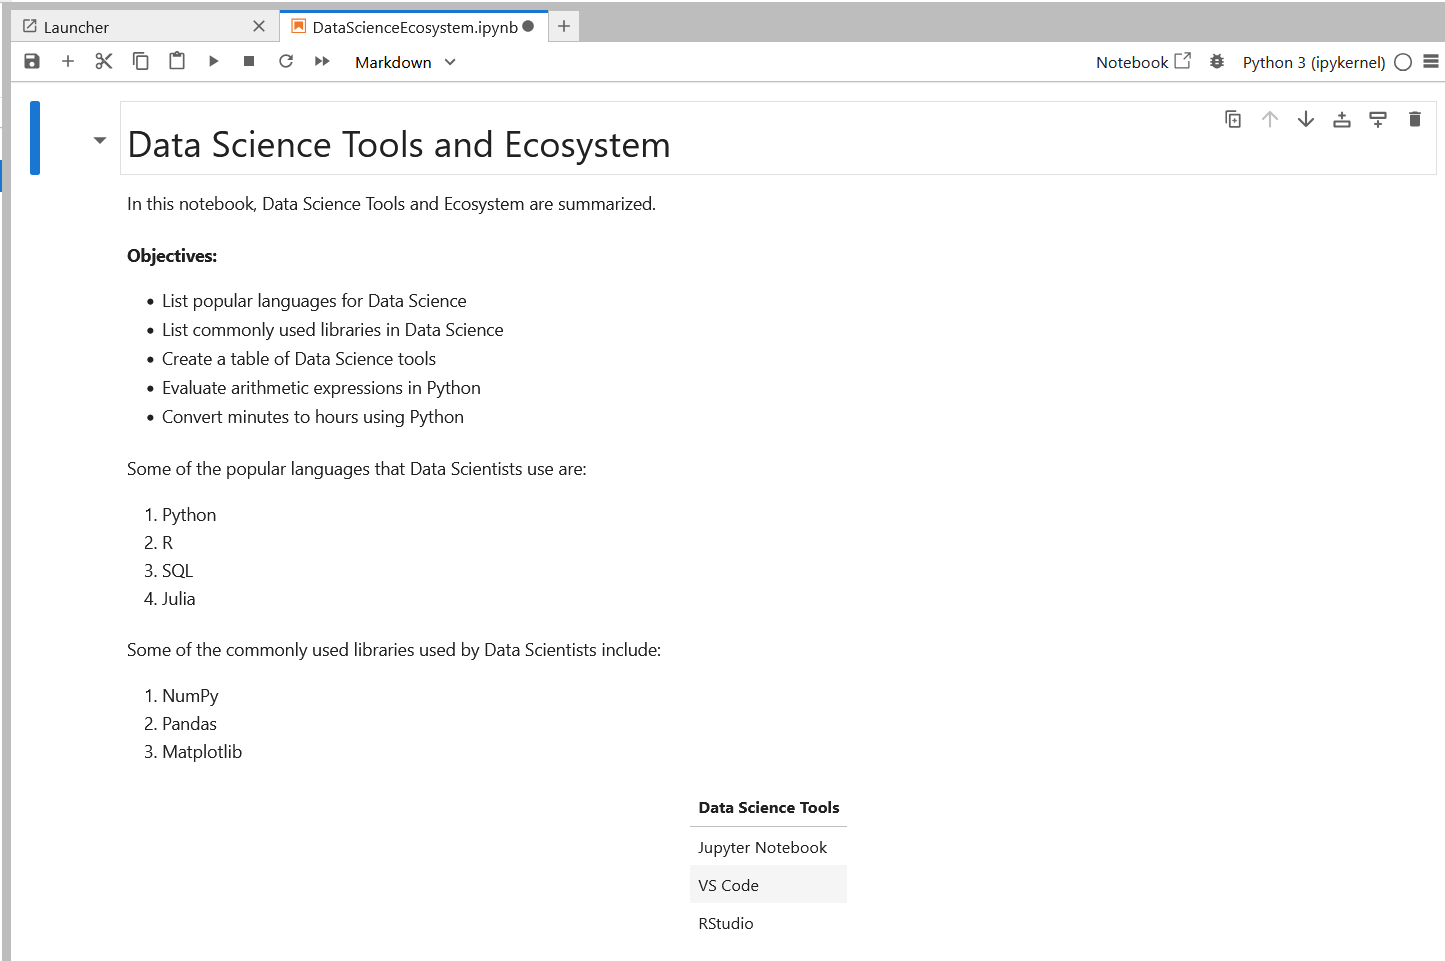 Launcher
DataScienceEcosystem.ipynb
Markdown
Notebook
Python 3 (ipykernel)
Data Science Tools and Ecosystem
In this notebook, Data Science Tools and Ecosystem are summarized.
Objectives:
• List popular languages for Data Science
• List commonly used libraries in Data Science
• Create a table of Data Science tools
• Evaluate arithmetic expressions in Python
• Convert minutes to hours using Python
Some of the popular languages that Data Scientists use are:
1. Python
2. R
3. SQL
4. Julia
Some of the commonly used libraries used by Data Scientists include:
1. NumPy
2. Pandas
3. Matplotlib
Data Science Tools
Jupyter Notebook
VS Code
RStudio